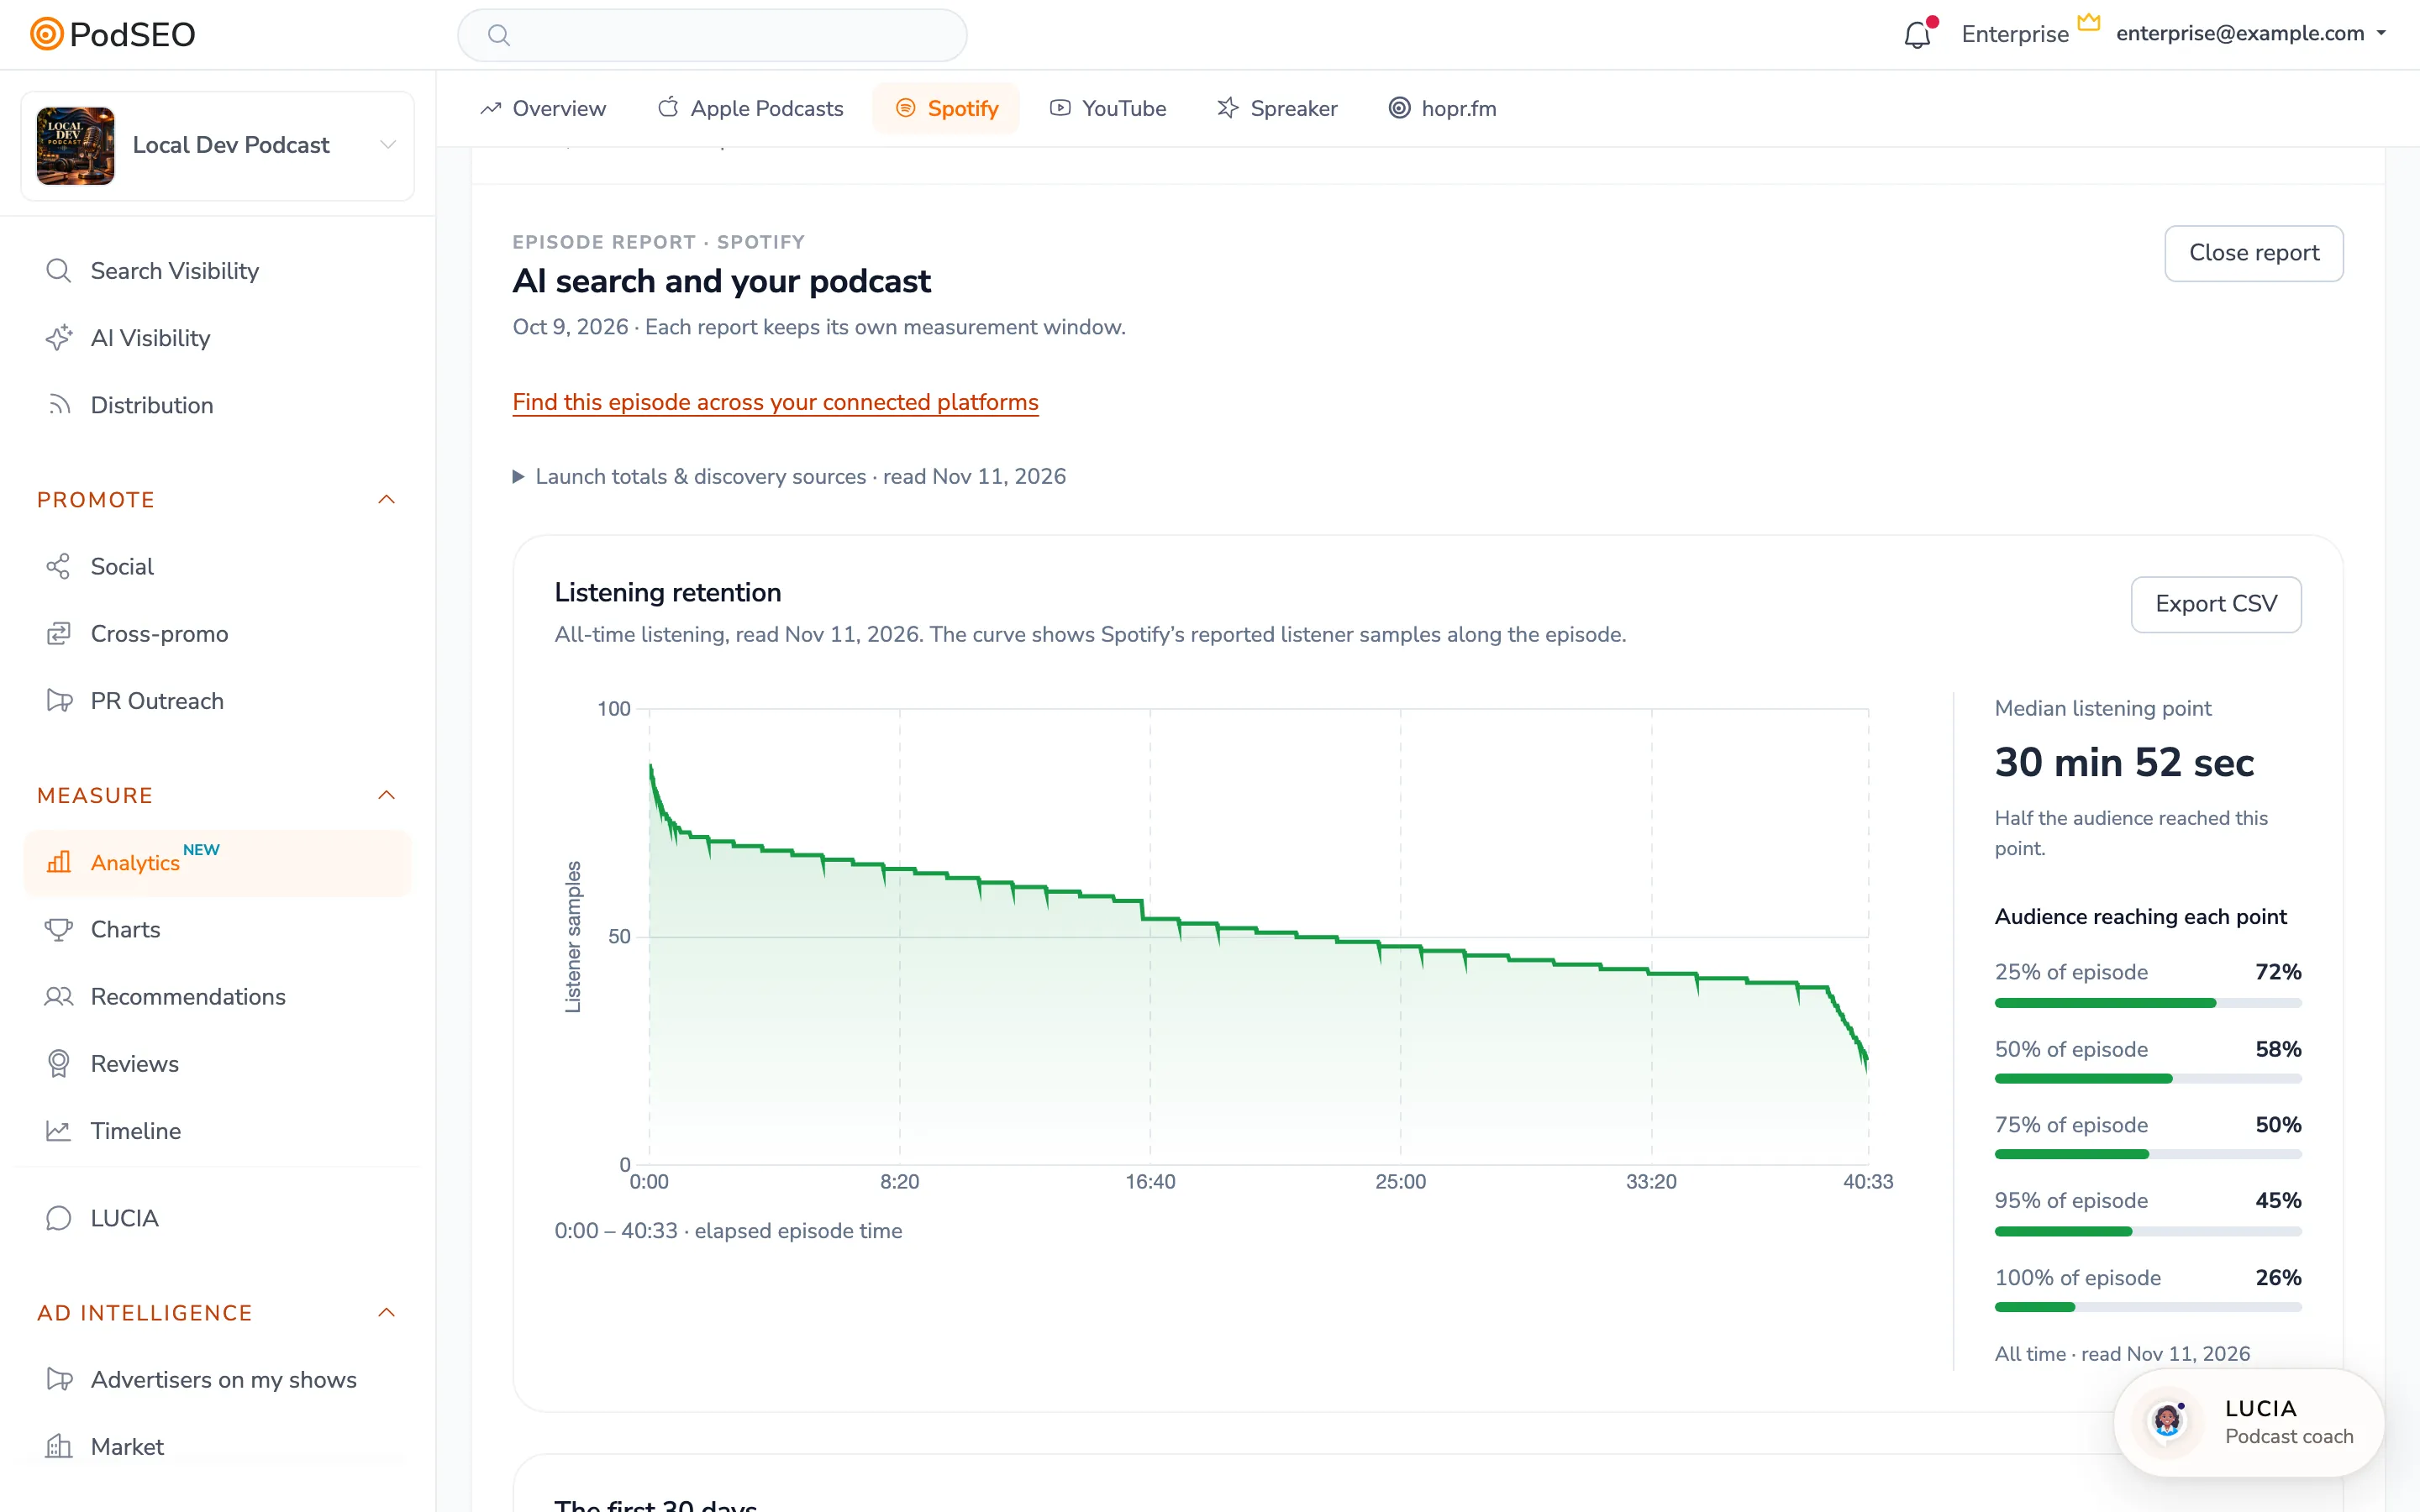 PodSEO
Enterprise
enterprise@example.com
LOCAL
DEV
PODCAST
Local Dev Podcast
Search Visibility
AI Visibility
Distribution
PROMOTE
Social
Cross-promo
PR Outreach
MEASURE
Analytics NEW
Charts
Recommendations
Reviews
Timeline
LUCIA
AD INTELLIGENCE
Advertisers on my shows
Market
Overview
Apple Podcasts
Spotify
YouTube
Spreaker
hopr.fm
EPISODE REPORT · SPOTIFY
AI search and your podcast
Oct 9, 2026 · Each report keeps its own measurement window.
Close report
Find this episode across your connected platforms
Launch totals & discovery sources · read Nov 11, 2026
Listening retention
All-time listening, read Nov 11, 2026. The curve shows Spotify’s reported listener samples along the episode.
Export CSV
Listener samples
100
50
0
0:00
8:20
16:40
25:00
33:20
40:33
0:00 – 40:33 · elapsed episode time
Median listening point
30 min 52 sec
Half the audience reached this
point.
Audience reaching each point
25% of episode 72%
50% of episode 58%
75% of episode 50%
95% of episode 45%
100% of episode 26%
All time · read Nov 11, 2026
LUCIA
Podcast coach
The first 30 days